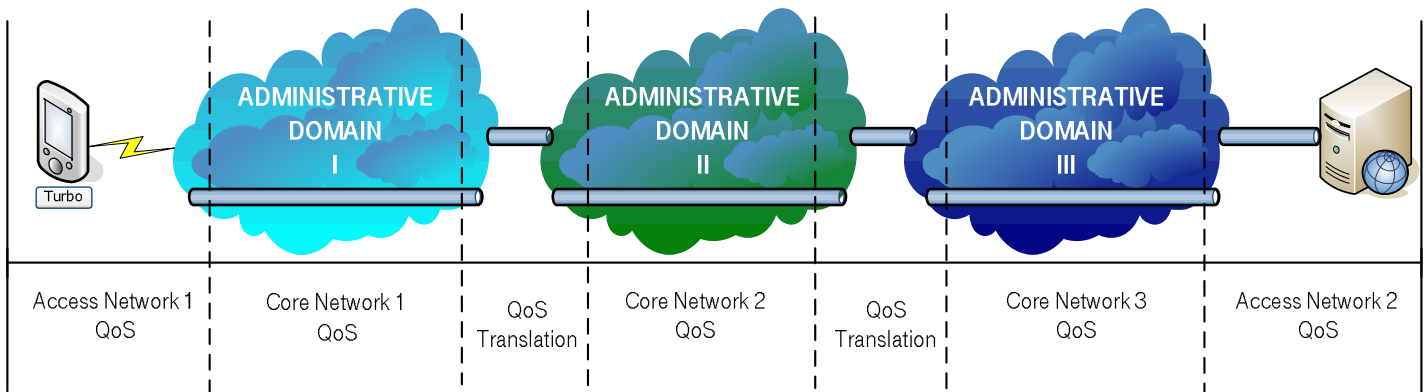 ADMINISTRATIVE
DOMAIN
I
ADMINISTRATIVE
DOMAIN
II
ADMINISTRATIVE
DOMAIN
III
Turbo
Access Network 1
QoS
Core Network 1
QoS
QoS
Translation
Core Network 2
QoS
QoS
Translation
Core Network 3
QoS
Access Network 2
QoS